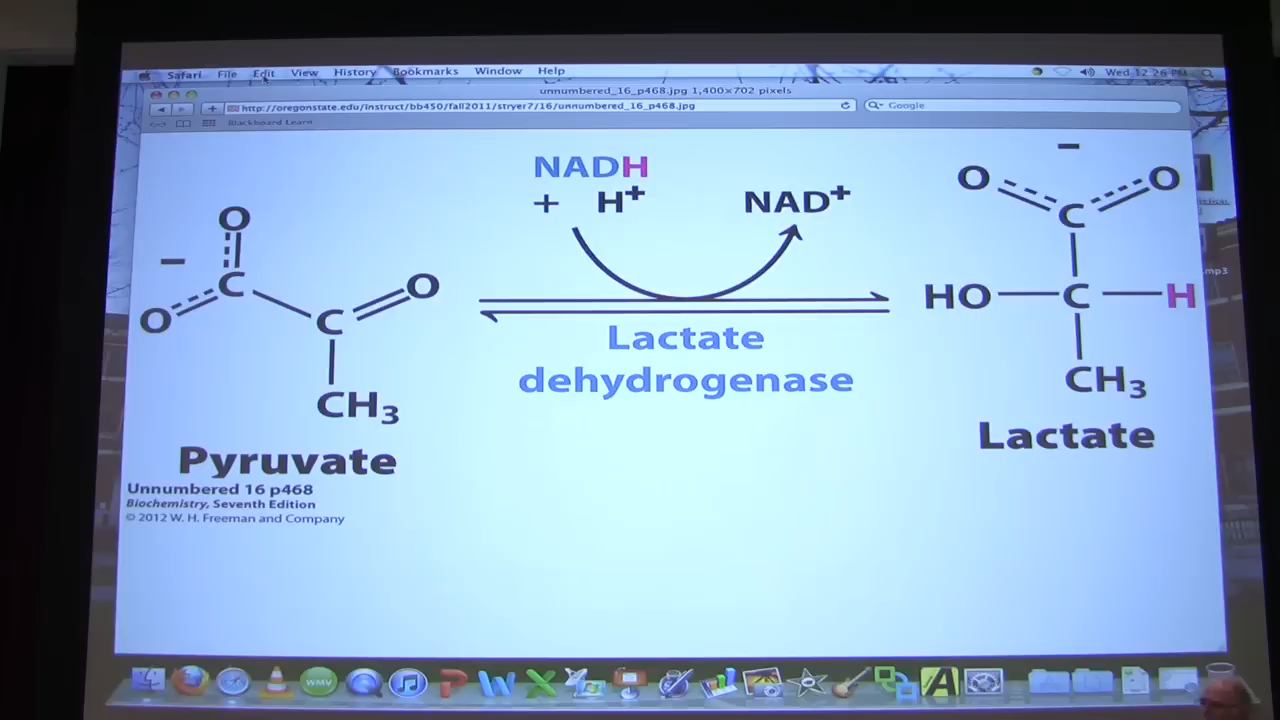 Safari File Edit View History Bookmarks Window Help Wed 12:26 PM
unnumbered_16_p468.jpg 1,400×702 pixels
http://oregonstate.edu/instruct/bb450/fall2011/stryer7/16/unnumbered_16_p468.jpg
Google
Blackboard Learn
NADH
+ H+
NAD+
O
C
O
−
C
O
CH3
Pyruvate
Lactate
dehydrogenase
−
O
O
C
HO
C
H
CH3
Lactate
Unnumbered 16 p468
Biochemistry, Seventh Edition
© 2012 W. H. Freeman and Company
.mp3
WMV